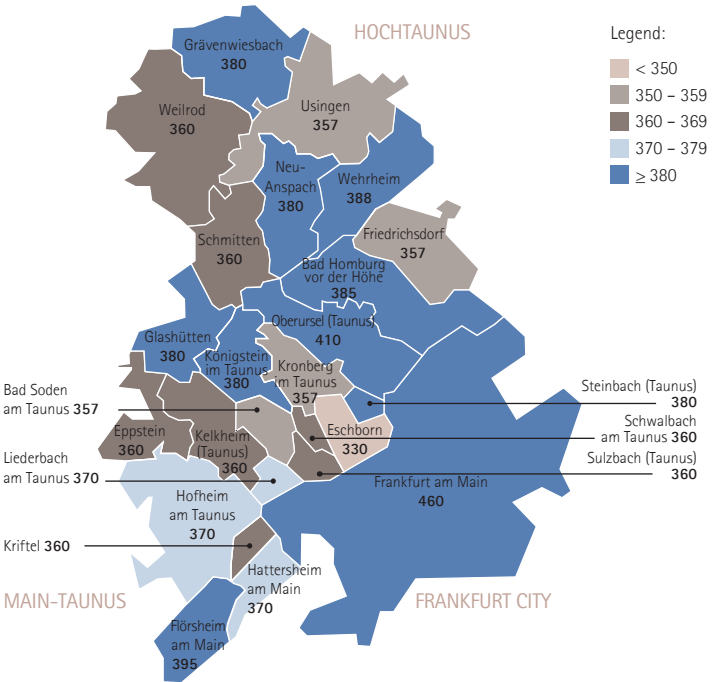 HOCHTAUNUS
Legend:
< 350
350 – 359
360 – 369
370 – 379
≥ 380
Grävenwiesbach
380
Weilrod
360
Usingen
357
Neu-
Anspach
380
Wehrheim
388
Schmitten
360
Friedrichsdorf
357
Bad Homburg
vor der Höhe
385
Oberursel (Taunus)
410
Glashütten
380
Königstein
im Taunus
380
Kronberg
im Taunus
357
Bad Soden
am Taunus 357
Steinbach (Taunus)
380
Schwalbach
am Taunus 360
Sulzbach (Taunus)
360
Eschborn
330
Eppstein
360
Kelkheim
(Taunus)
360
Liederbach
am Taunus 370
Frankfurt am Main
460
Hofheim
am Taunus
370
Kriftel 360
Hattersheim
am Main
370
MAIN-TAUNUS
FRANKFURT CITY
Flörsheim
am Main
395